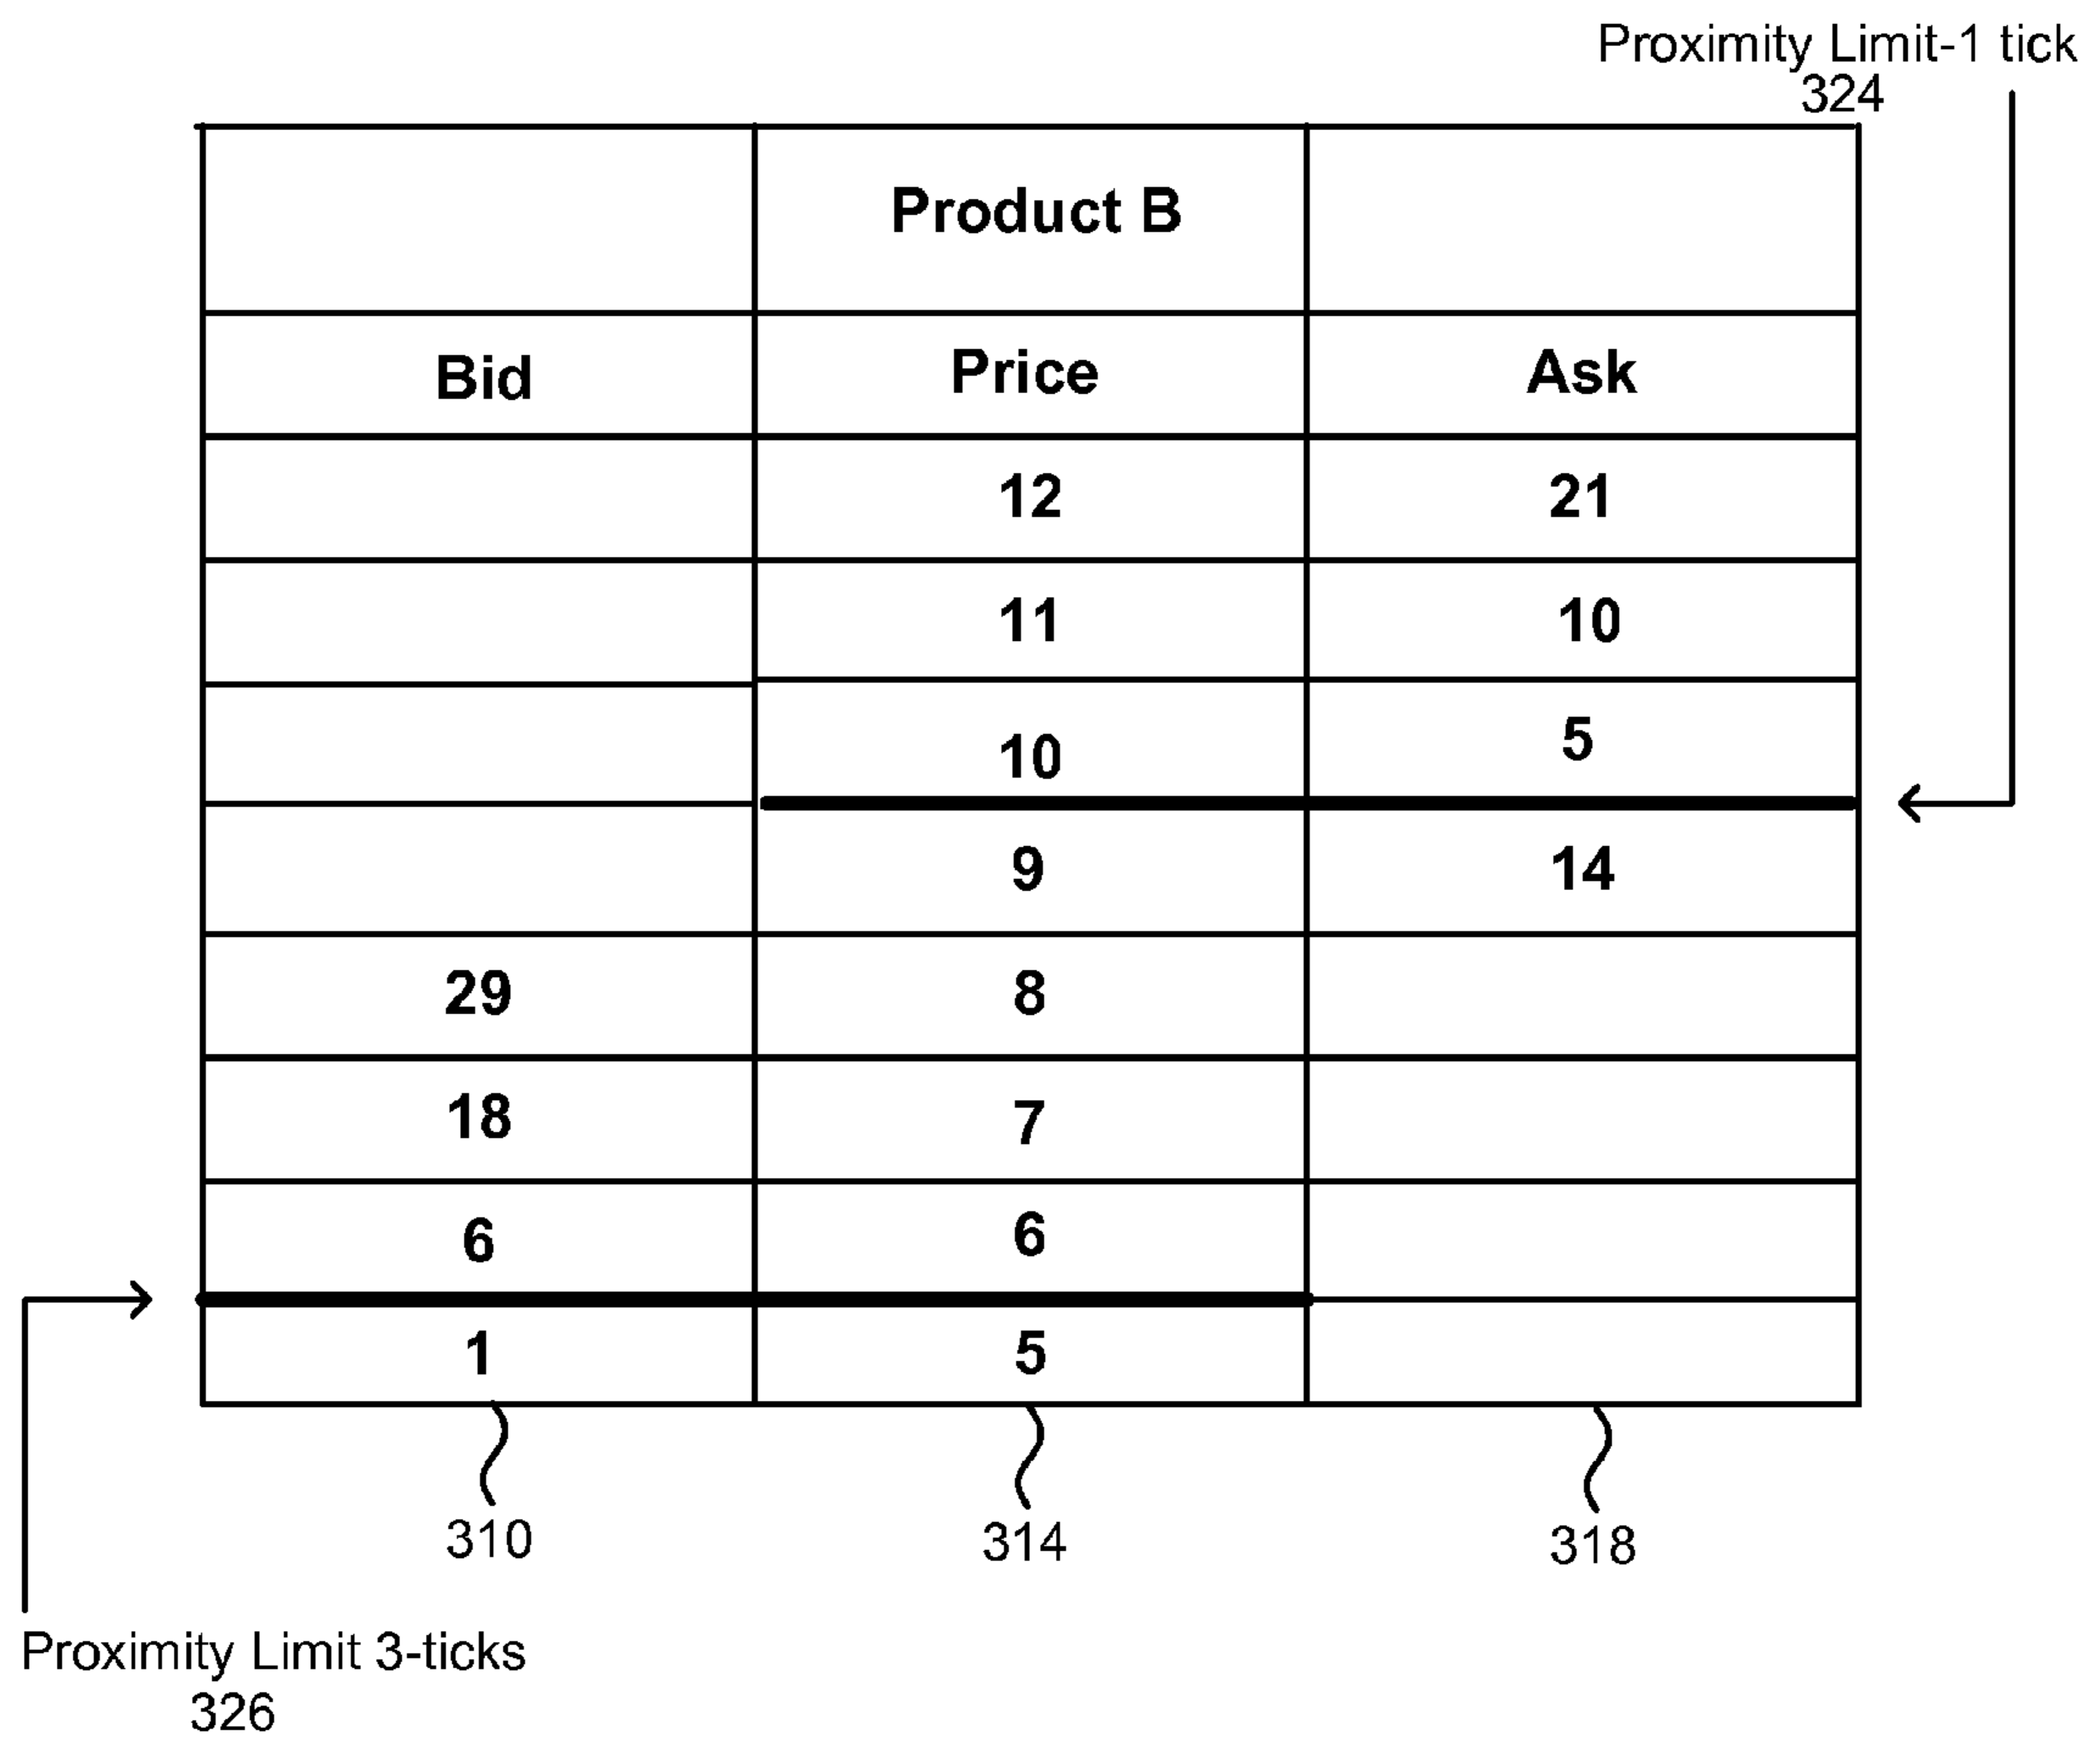 Proximity Limit-1 tick
324
Product B
Bid Price Ask
12 21
11 10
10 5
9 14
29 8
18 7
6 6
1 5
310 314 318
Proximity Limit 3-ticks
326